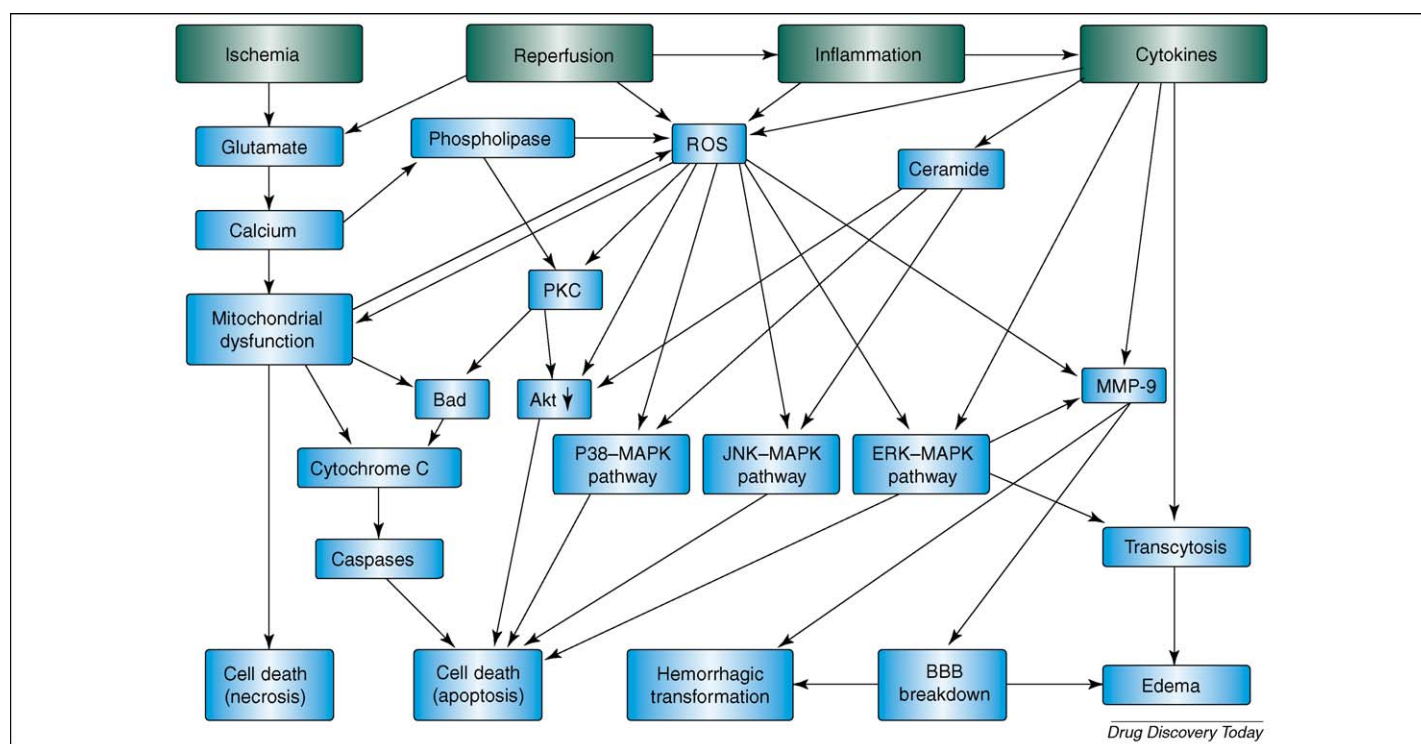 Ischemia
Reperfusion
Inflammation
Cytokines
Glutamate
Phospholipase
ROS
Ceramide
Calcium
PKC
Mitochondrial
dysfunction
Bad
Akt
MMP-9
Cytochrome C
P38–MAPK
pathway
JNK–MAPK
pathway
ERK–MAPK
pathway
Caspases
Transcytosis
Cell death
(necrosis)
Cell death
(apoptosis)
Hemorrhagic
transformation
BBB
breakdown
Edema
Drug Discovery Today